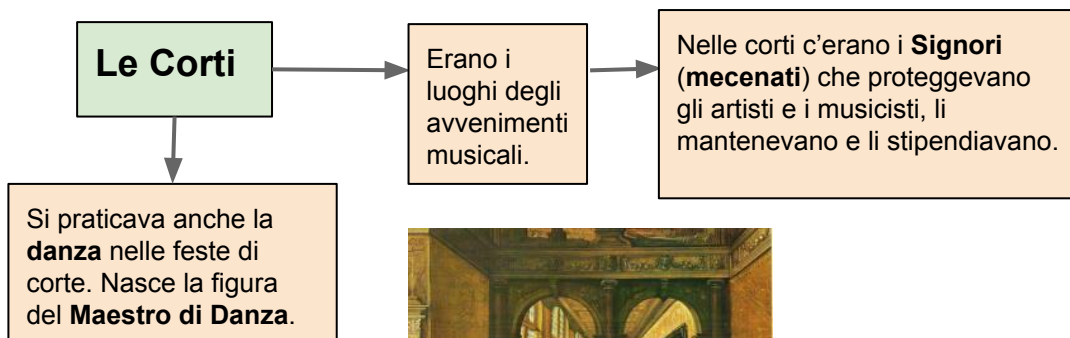 Le Corti
Erano i
luoghi degli
avvenimenti
musicali.
Nelle corti c'erano i Signori
(mecenati) che proteggevano
gli artisti e i musicisti, li
mantenevano e li stipendiavano.
Si praticava anche la
danza nelle feste di
corte. Nasce la figura
del Maestro di Danza.